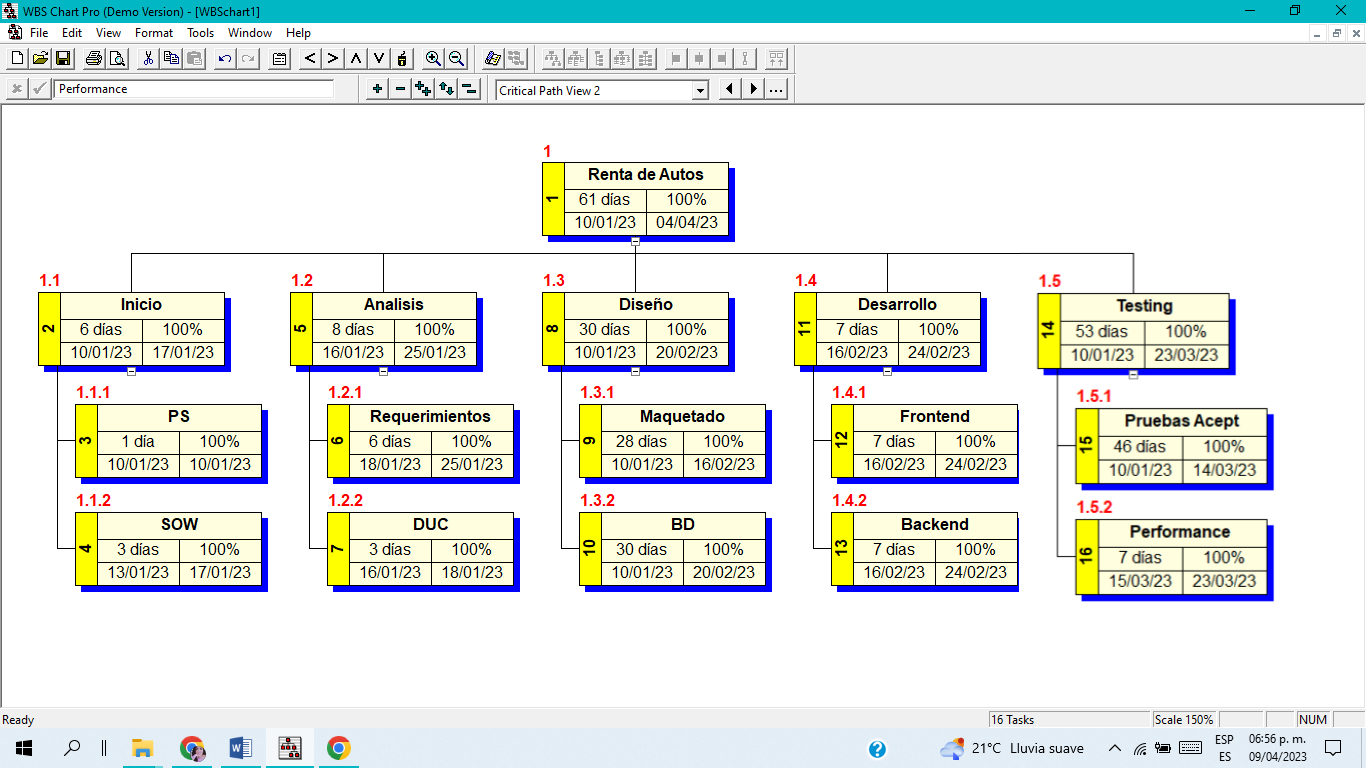 WBS Chart Pro (Demo Version) - [WBSchart1]
File Edit View Format Tools Window Help
Performance
Critical Path View 2
1
1 Renta de Autos
61 días 100%
10/01/23 04/04/23
1.1
2 Inicio
6 días 100%
10/01/23 17/01/23
1.1.1
3 PS
1 día 100%
10/01/23 10/01/23
1.1.2
4 SOW
3 días 100%
13/01/23 17/01/23
1.2
5 Analisis
8 días 100%
16/01/23 25/01/23
1.2.1
6 Requerimientos
6 días 100%
18/01/23 25/01/23
1.2.2
7 DUC
3 días 100%
16/01/23 18/01/23
1.3
8 Diseño
30 días 100%
10/01/23 20/02/23
1.3.1
9 Maquetado
28 días 100%
10/01/23 16/02/23
1.3.2
10 BD
30 días 100%
10/01/23 20/02/23
1.4
11 Desarrollo
7 días 100%
16/02/23 24/02/23
1.4.1
12 Frontend
7 días 100%
16/02/23 24/02/23
1.4.2
13 Backend
7 días 100%
16/02/23 24/02/23
1.5
14 Testing
53 días 100%
10/01/23 23/03/23
1.5.1
15 Pruebas Acept
46 días 100%
10/01/23 14/03/23
1.5.2
16 Performance
7 días 100%
15/03/23 23/03/23
Ready 16 Tasks Scale 150% NUM
21°C Lluvia suave
ESP
ES
06:56 p. m.
09/04/2023